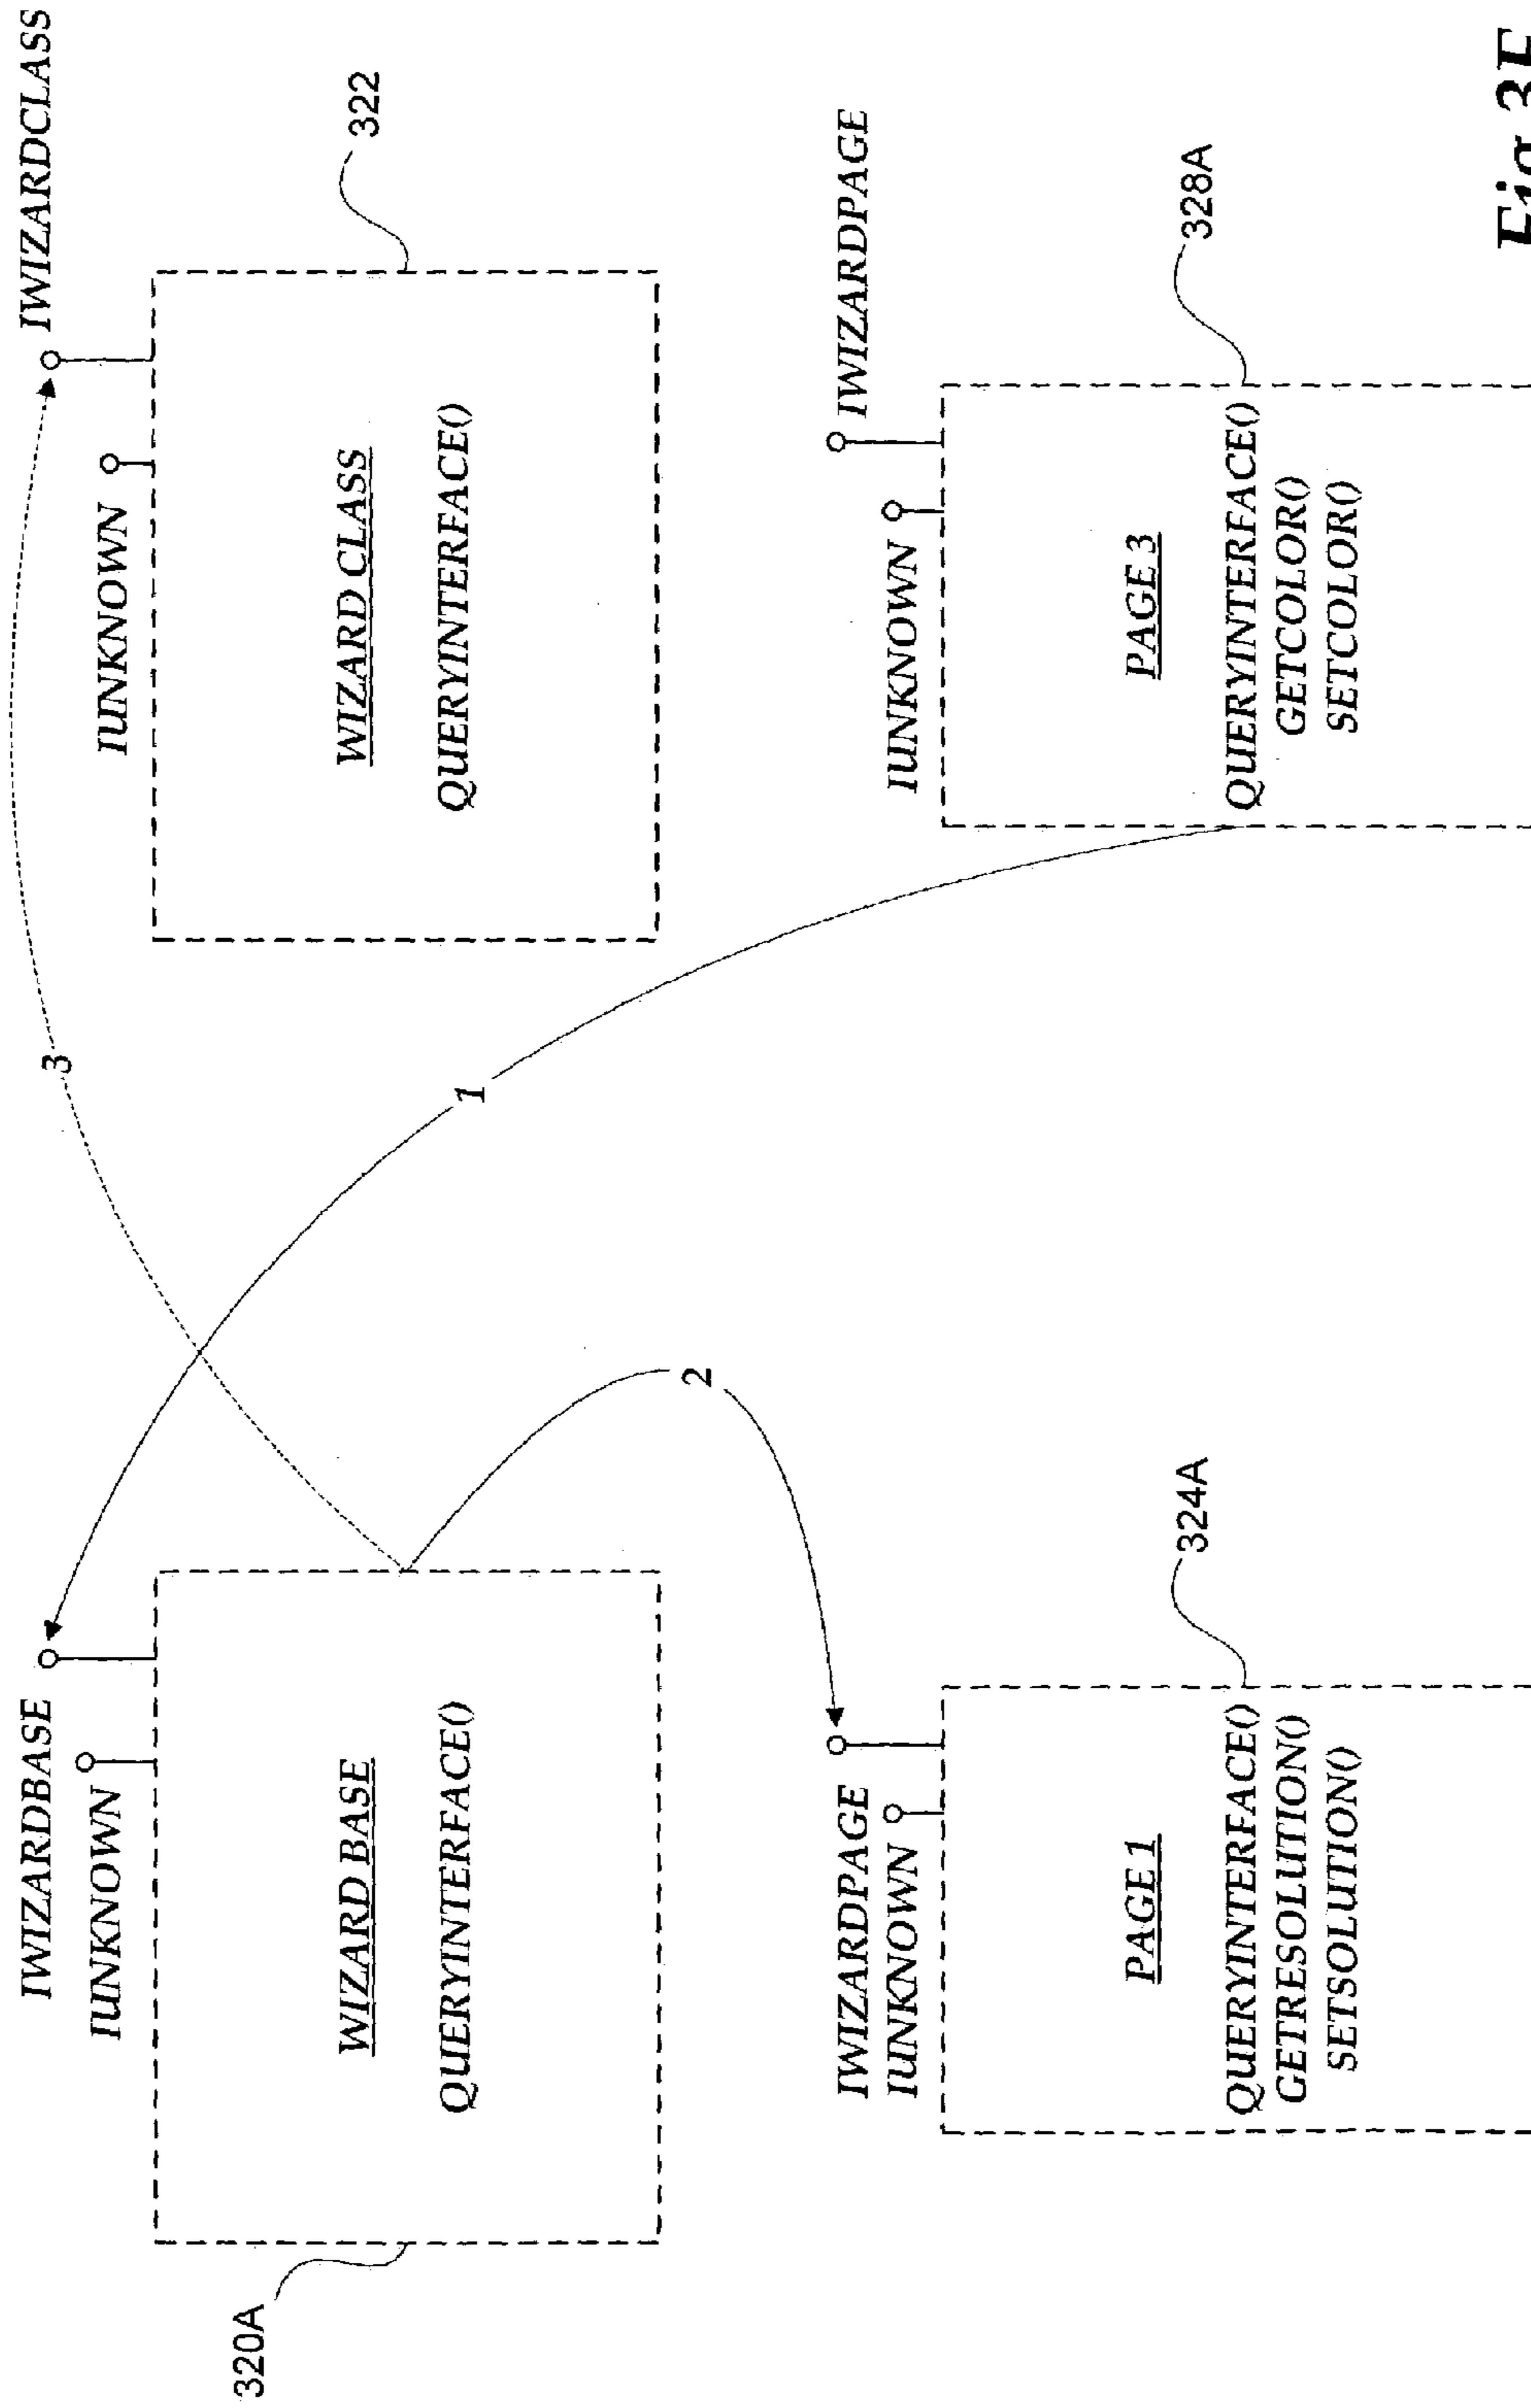 IWIZARDBASE
IUNKNOWN
320A
WIZARD BASE
QUERYINTERFACE()
3
IWIZARDCLASS
IUNKNOWN
322
WIZARD CLASS
QUERYINTERFACE()
1
2
IWIZARDPAGE
IUNKNOWN
324A
PAGE 1
QUERYINTERFACE()
GETRESOLUTION()
SETSOLUTION()
IWIZARDPAGE
IUNKNOWN
328A
PAGE 3
QUERYINTERFACE()
GETCOLOR()
SETCOLOR()